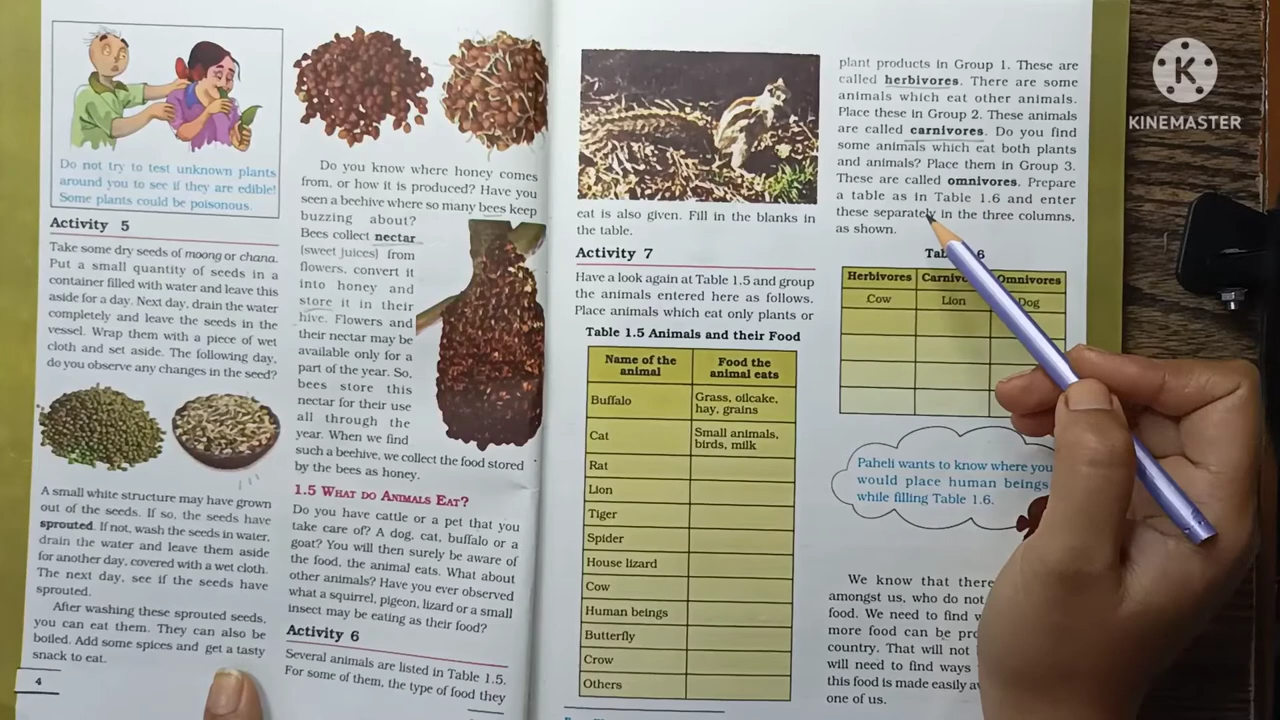 Do not try to test unknown plants
around you to see if they are edible!
Some plants could be poisonous.
Activity 5
Take some dry seeds of moong or chana.
Put a small quantity of seeds in a
container filled with water and leave this
aside for a day. Next day, drain the water
completely and leave the seeds in the
vessel. Wrap them with a piece of wet
cloth and set aside. The following day,
do you observe any changes in the seed?
A small white structure may have grown
out of the seeds. If so, the seeds have
sprouted. If not, wash the seeds in water,
drain the water and leave them aside
for another day, covered with a wet cloth.
The next day, see if the seeds have
sprouted.
After washing these sprouted seeds,
you can eat them. They can also be
boiled. Add some spices and get a tasty
snack to eat.
4
Do you know where honey comes
from, or how it is produced? Have you
seen a beehive where so many bees keep
buzzing about?
Bees collect nectar
(sweet juices) from
flowers, convert it
into honey and
store it in their
hive. Flowers and
their nectar may be
available only for a
part of the year. So,
bees store this
nectar for their use
all through the
year. When we find
such a beehive, we collect the food stored
by the bees as honey.
1.5 WHAT DO ANIMALS EAT?
Do you have cattle or a pet that you
take care of? A dog, cat, buffalo or a
goat? You will then surely be aware of
the food, the animal eats. What about
other animals? Have you ever observed
what a squirrel, pigeon, lizard or a small
insect may be eating as their food?
Activity 6
Several animals are listed in Table 1.5.
For some of them, the type of food they
eat is also given. Fill in the blanks in
the table.
Activity 7
Have a look again at Table 1.5 and group
the animals entered here as follows.
Place animals which eat only plants or
Table 1.5 Animals and their Food
Name of the animal Food the animal eats
Buffalo Grass, oilcake, hay, grains
Cat Small animals, birds, milk
Rat
Lion
Tiger
Spider
House lizard
Cow
Human beings
Butterfly
Crow
Others
plant products in Group 1. These are
called herbivores. There are some
animals which eat other animals.
Place these in Group 2. These animals
are called carnivores. Do you find
some animals which eat both plants
and animals? Place them in Group 3.
These are called omnivores. Prepare
a table as in Table 1.6 and enter
these separately in the three columns,
as shown.
6
Herbivores Omnivores
Cow Lion Dog
Paheli wants to know where you
would place human beings
while filling Table 1.6.
We know that there
amongst us, who do not
food. We need to find
more food can be
country. That will not
will need to find ways
this food is made easily
one of us.
KINEMASTER